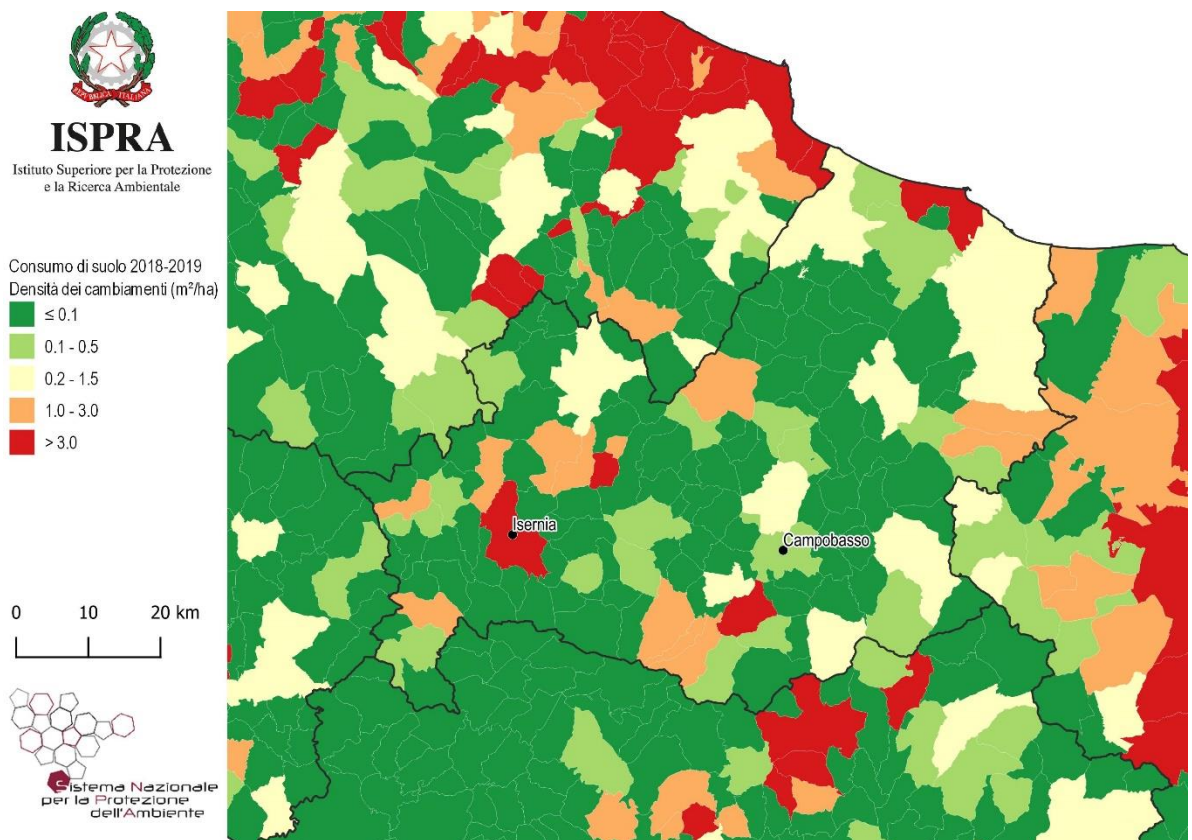 REPVBBLICA ITALIANA
ISPRA
Istituto Superiore per la Protezione
e la Ricerca Ambientale
Consumo di suolo 2018-2019
Densità dei cambiamenti (m²/ha)
≤ 0.1
0.1 - 0.5
0.2 - 1.5
1.0 - 3.0
> 3.0
Isernia
Campobasso
0 10 20 km
Sistema Nazionale
per la Protezione
dell'Ambiente